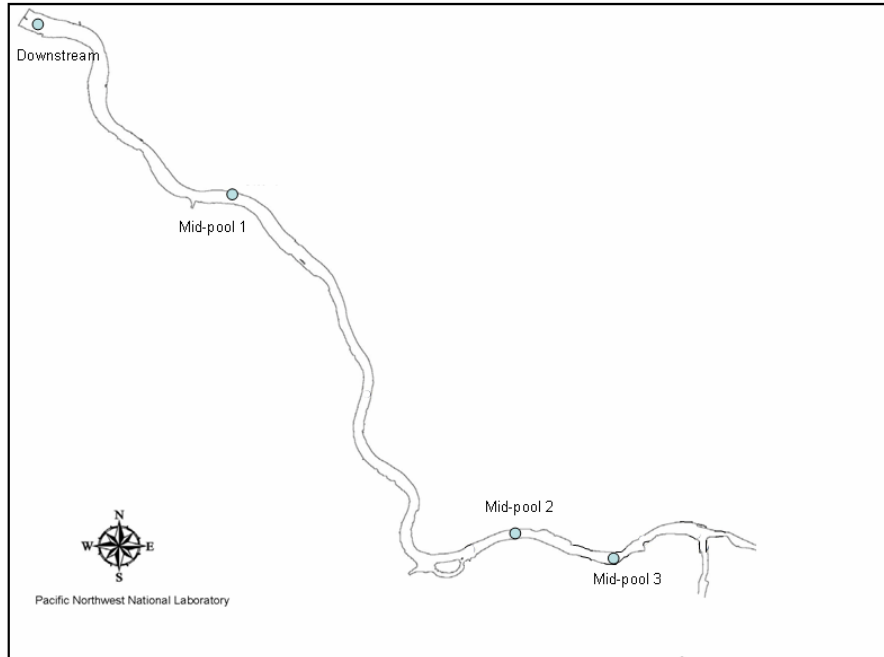 Downstream
Mid-pool 1
Mid-pool 2
Mid-pool 3
N
W
E
S
Pacific Northwest National Laboratory